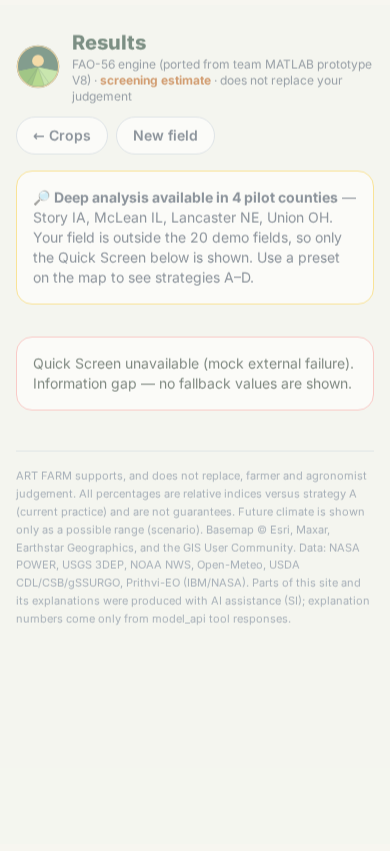 Results
FAO-56 engine (ported from team MATLAB prototype
V8) · screening estimate · does not replace your
judgement
← Crops
New field
🔎 Deep analysis available in 4 pilot counties —
Story IA, McLean IL, Lancaster NE, Union OH.
Your field is outside the 20 demo fields, so only
the Quick Screen below is shown. Use a preset
on the map to see strategies A–D.
Quick Screen unavailable (mock external failure).
Information gap — no fallback values are shown.
ART FARM supports, and does not replace, farmer and agronomist
judgement. All percentages are relative indices versus strategy A
(current practice) and are not guarantees. Future climate is shown
only as a possible range (scenario). Basemap © Esri, Maxar,
Earthstar Geographics, and the GIS User Community. Data: NASA
POWER, USGS 3DEP, NOAA NWS, Open-Meteo, USDA
CDL/CSB/gSSURGO, Prithvi-EO (IBM/NASA). Parts of this site and
its explanations were produced with AI assistance (SI); explanation
numbers come only from model_api tool responses.